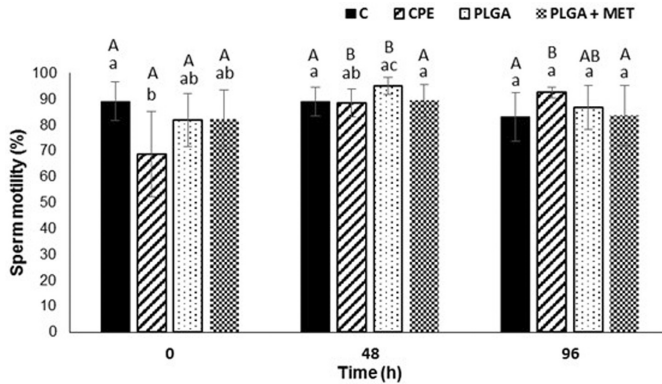 C CPE PLGA PLGA + MET
A A A A A B B A A B AB A
a b ab ab a ab ac a a a a a
100
90
80
70
60
50
40
30
20
10
0
Sperm motility (%)
0 48 96
Time (h)